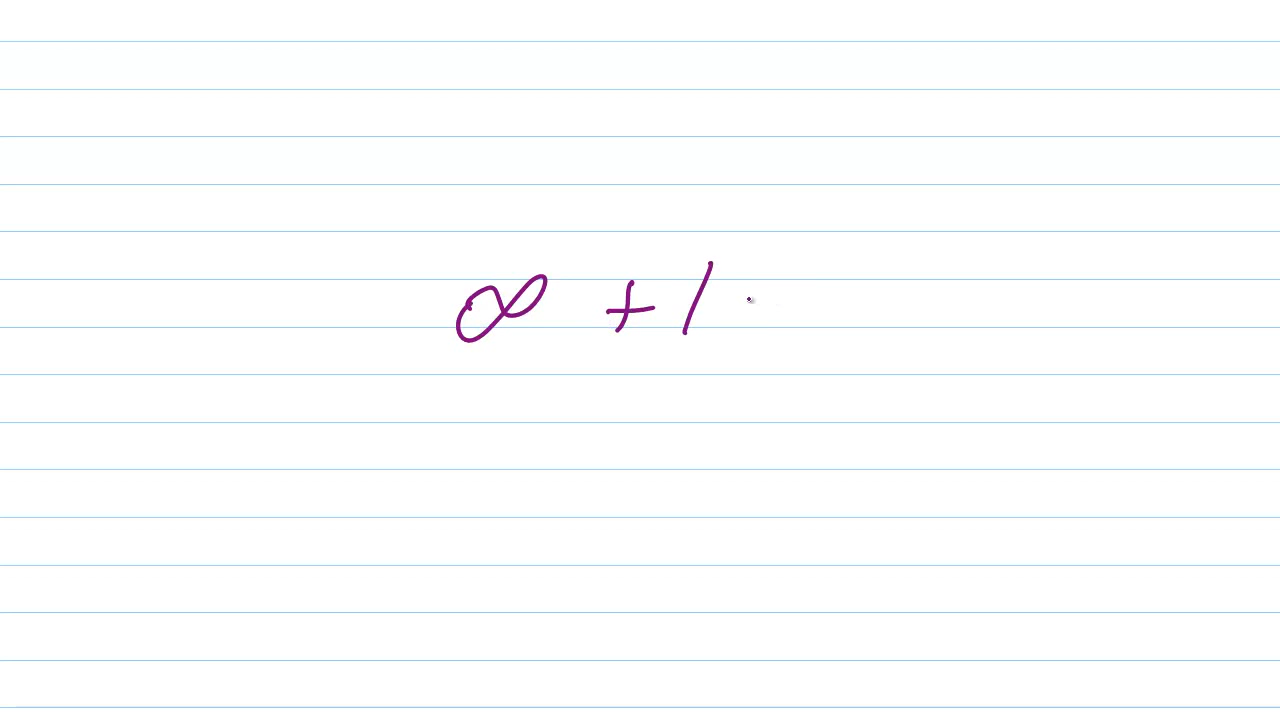 ∞ + 1